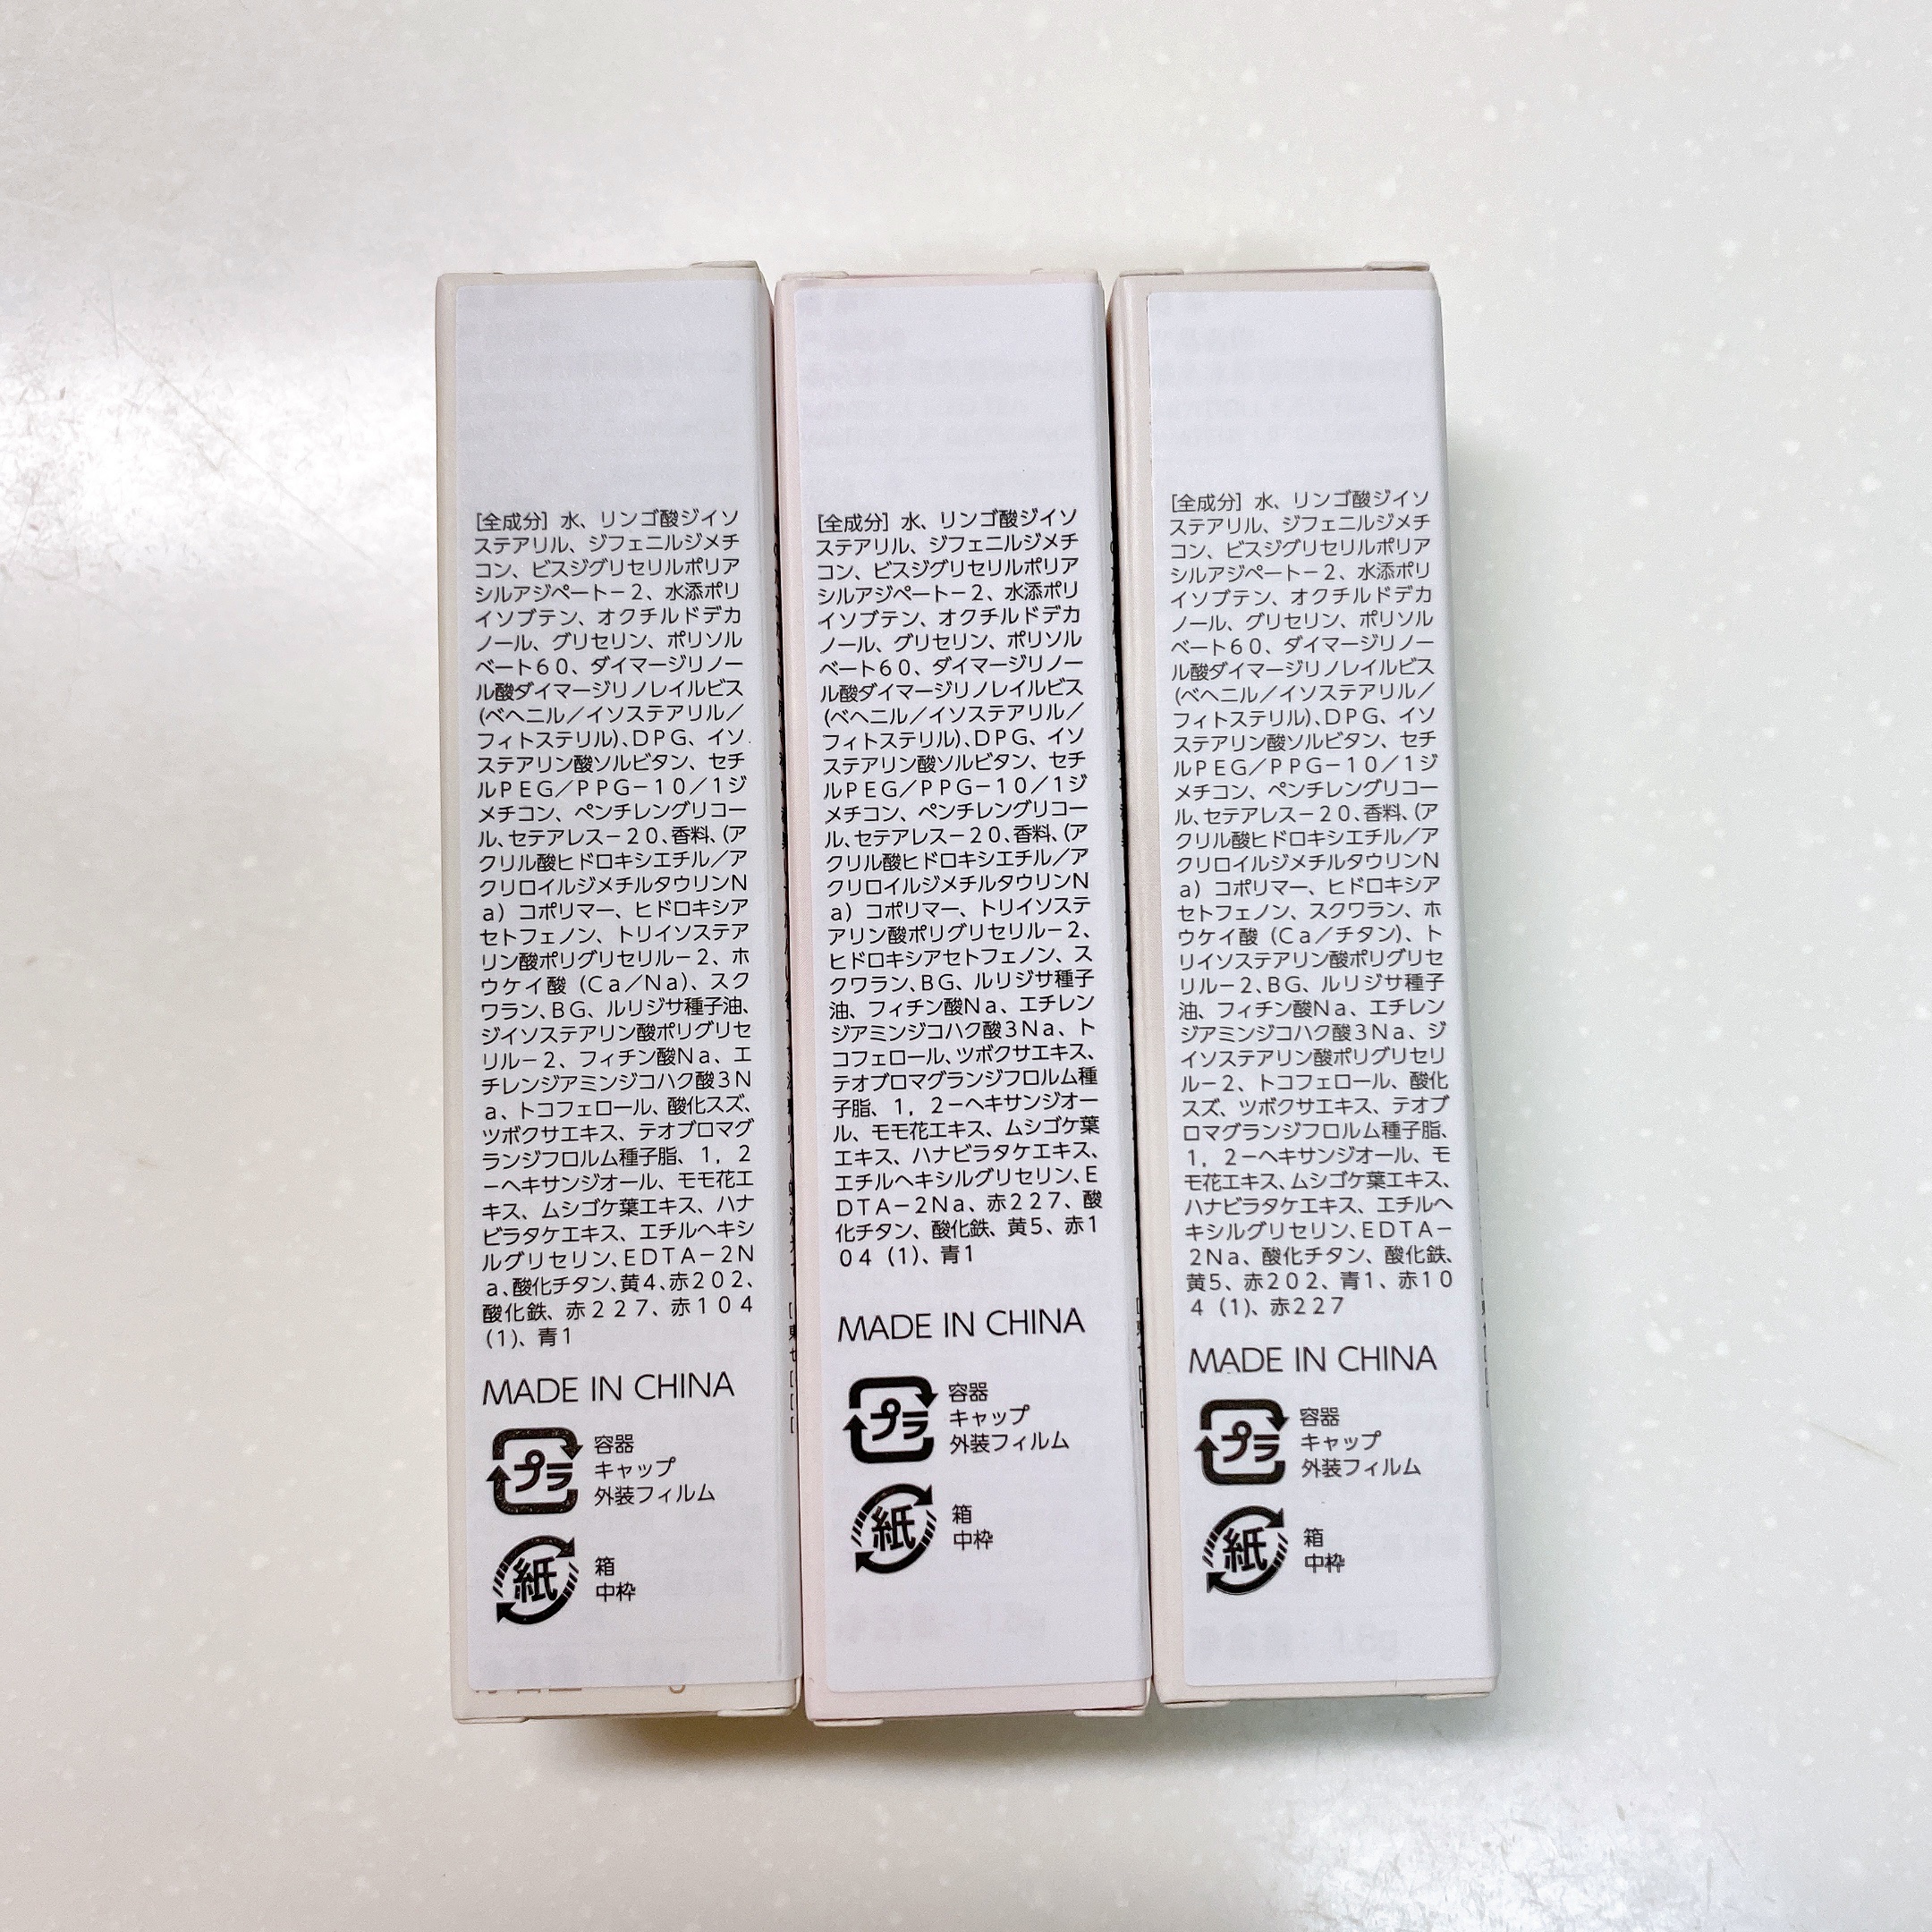 [全成分] 水、リンゴ酸ジイソ
ステアリル、ジフェニルジメチ
コン、ビスジグリセリルポリア
シルアジペート－2、水添ポリ
イソブテン、オクチルドデカ
ノール、グリセリン、ポリソル
ベート60、ダイマージリノー
ル酸ダイマージリノレイルビス
(ベヘニル／イソステアリル／
フィトステリル)、DPG、イソ
ステアリン酸ソルビタン、セチ
ルPEG／PPG－10／1ジ
メチコン、ペンチレングリコー
ル、セテアレス－20、香料、(ア
クリル酸ヒドロキシエチル／ア
クリロイルジメチルタウリンN
a) コポリマー、ヒドロキシア
セトフェノン、トリイソステア
リン酸ポリグリセリル－2、ホ
ウケイ酸 (Ca／Na)、スク
ワラン、BG、ルリジサ種子油、
ジイソステアリン酸ポリグリセ
リル－2、フィチン酸Na、エ
チレンジアミンジコハク酸3N
a、トコフェロール、酸化スズ、
ツボクサエキス、テオブロマグ
ランジフロルム種子脂、1，2
－ヘキサンジオール、モモ花エ
キス、ムシゴケ葉エキス、ハナ
ビラタケエキス、エチルヘキシ
ルグリセリン、EDTA－2N
a、酸化チタン、黄4、赤202、
酸化鉄、赤227、赤104
(1)、青1
MADE IN CHINA
プラ
容器
キャップ
外装フィルム
紙
箱
中枠
[全成分] 水、リンゴ酸ジイソ
ステアリル、ジフェニルジメチ
コン、ビスジグリセリルポリア
シルアジペート－2、水添ポリ
イソブテン、オクチルドデカ
ノール、グリセリン、ポリソル
ベート60、ダイマージリノー
ル酸ダイマージリノレイルビス
(ベヘニル／イソステアリル／
フィトステリル)、DPG、イソ
ステアリン酸ソルビタン、セチ
ルPEG／PPG－10／1ジ
メチコン、ペンチレングリコー
ル、セテアレス－20、香料、(ア
クリル酸ヒドロキシエチル／ア
クリロイルジメチルタウリンN
a) コポリマー、トリイソステ
アリン酸ポリグリセリル－2、
ヒドロキシアセトフェノン、ス
クワラン、BG、ルリジサ種子
油、フィチン酸Na、エチレン
ジアミンジコハク酸3Na、ト
コフェロール、ツボクサエキス、
テオブロマグランジフロルム種
子脂、1，2－ヘキサンジオー
ル、モモ花エキス、ムシゴケ葉
エキス、ハナビラタケエキス、
エチルヘキシルグリセリン、E
DTA－2Na、赤227、酸
化チタン、酸化鉄、黄5、赤1
04 (1)、青1
MADE IN CHINA
プラ
容器
キャップ
外装フィルム
紙
箱
中枠
[全成分] 水、リンゴ酸ジイソ
ステアリル、ジフェニルジメチ
コン、ビスジグリセリルポリア
シルアジペート－2、水添ポリ
イソブテン、オクチルドデカ
ノール、グリセリン、ポリソル
ベート60、ダイマージリノー
ル酸ダイマージリノレイルビス
(ベヘニル／イソステアリル／
フィトステリル)、DPG、イソ
ステアリン酸ソルビタン、セチ
ルPEG／PPG－10／1ジ
メチコン、ペンチレングリコー
ル、セテアレス－20、香料、(ア
クリル酸ヒドロキシエチル／ア
クリロイルジメチルタウリンN
a) コポリマー、ヒドロキシア
セトフェノン、スクワラン、ホ
ウケイ酸 (Ca／チタン)、ト
リイソステアリン酸ポリグリセ
リル－2、BG、ルリジサ種子
油、フィチン酸Na、エチレン
ジアミンジコハク酸3Na、ジ
イソステアリン酸ポリグリセリ
ル－2、トコフェロール、酸化
スズ、ツボクサエキス、テオブ
ロマグランジフロルム種子脂、
1，2－ヘキサンジオール、モ
モ花エキス、ムシゴケ葉エキス、
ハナビラタケエキス、エチルヘ
キシルグリセリン、EDTA－
2Na、酸化チタン、酸化鉄、
黄5、赤202、青1、赤10
4 (1)、赤227
MADE IN CHINA
プラ
容器
キャップ
外装フィルム
紙
箱
中枠